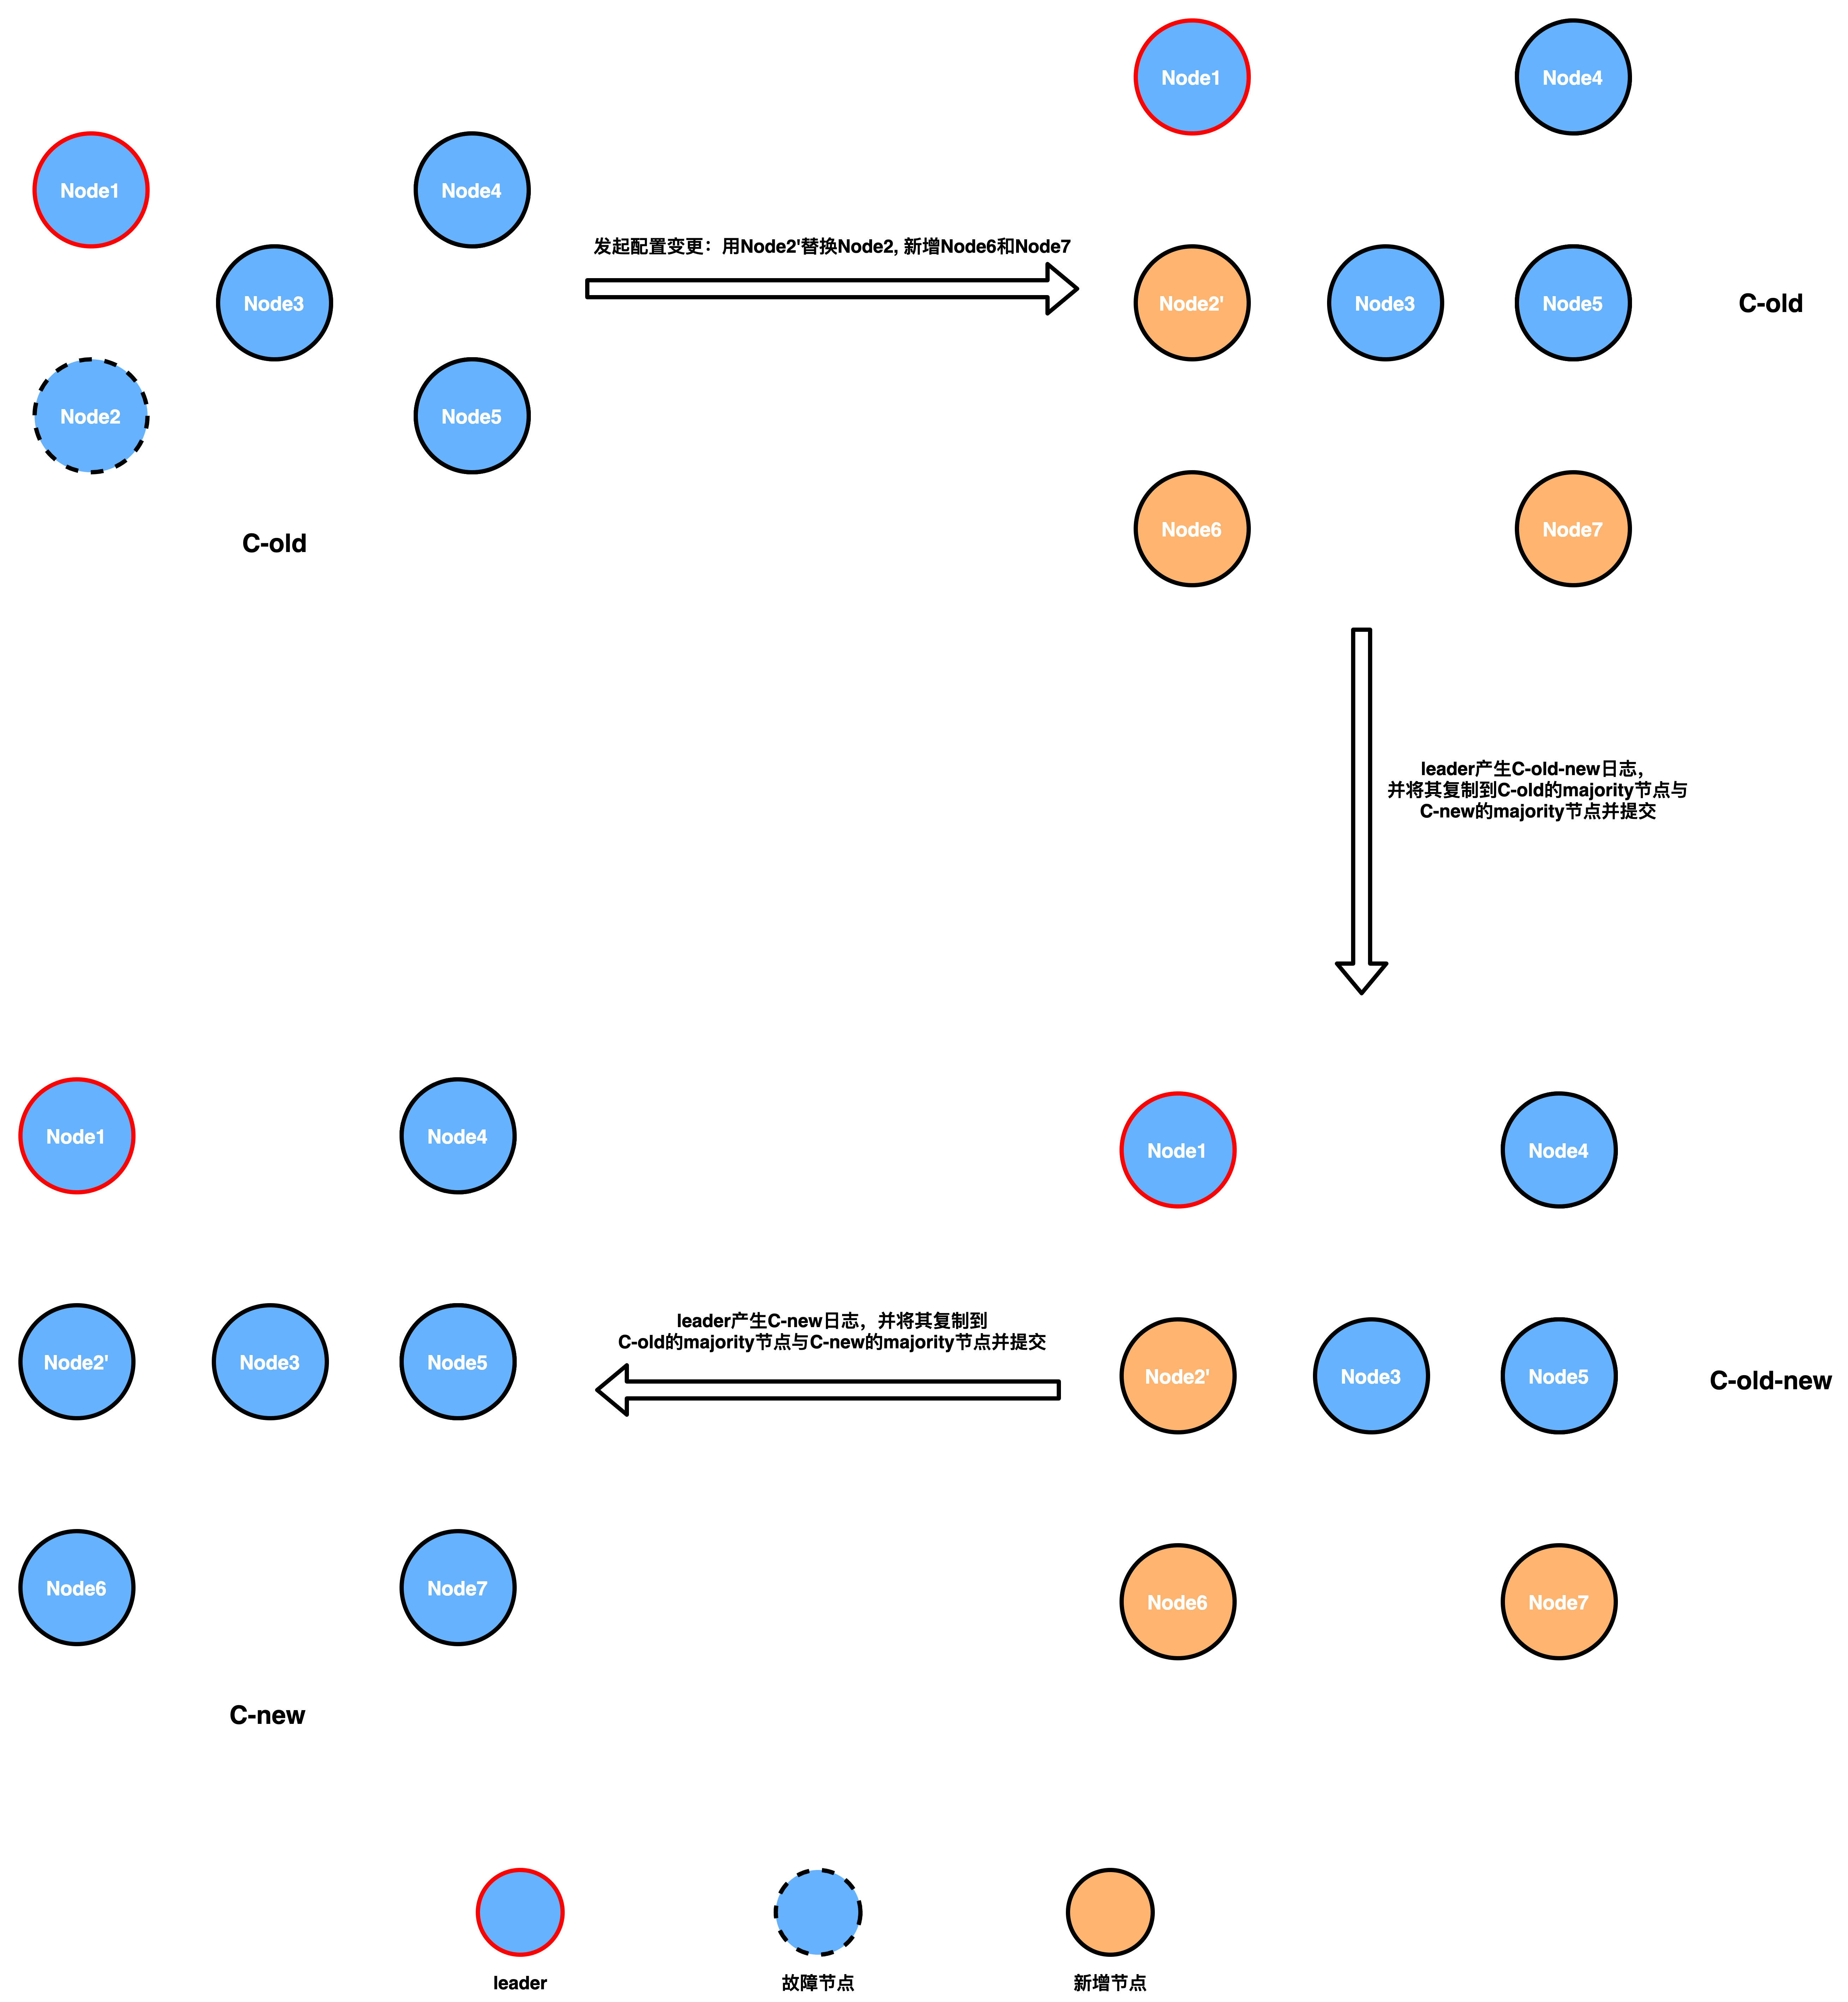 Node1
Node4
Node3
Node2
Node5
C-old
发起配置变更：用Node2'替换Node2, 新增Node6和Node7
Node1
Node4
Node2'
Node3
Node5
C-old
Node6
Node7
leader产生C-old-new日志，
并将其复制到C-old的majority节点与
C-new的majority节点并提交
Node1
Node4
Node2'
Node3
Node5
C-old-new
Node6
Node7
leader产生C-new日志，并将其复制到
C-old的majority节点与C-new的majority节点并提交
Node1
Node4
Node2'
Node3
Node5
Node6
Node7
C-new
leader
故障节点
新增节点